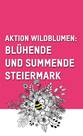 AKTION WILDBLUMEN:
BLÜHENDE
UND SUMMENDE
STEIERMARK